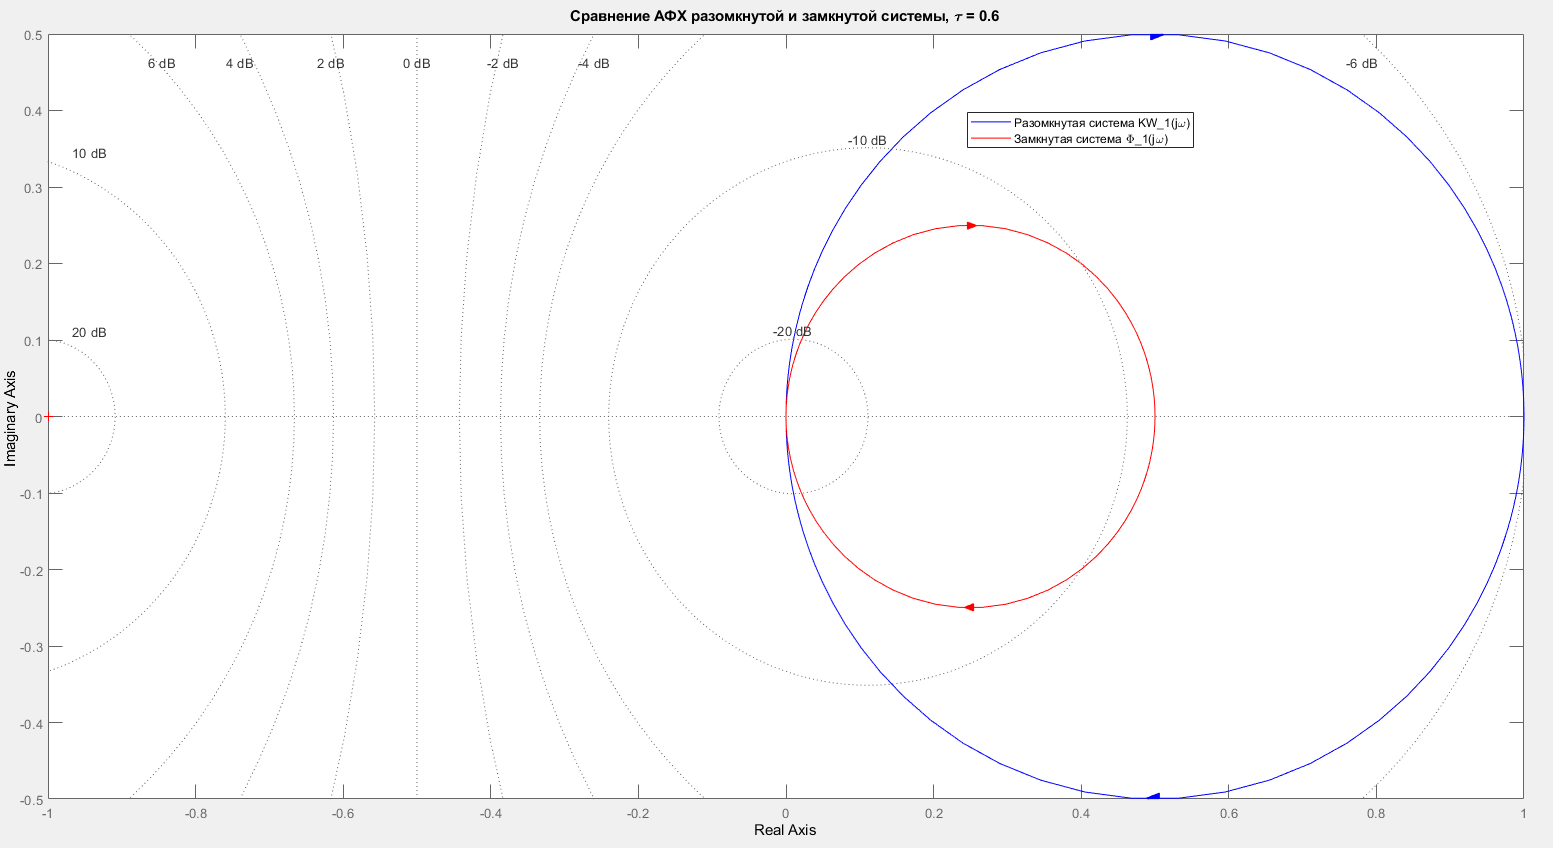 Сравнение АФХ разомкнутой и замкнутой системы, τ = 0.6
0.5
6 dB 4 dB 2 dB 0 dB -2 dB -4 dB -6 dB
0.4
Разомкнутая система KW_1(jω)
Замкнутая система Φ_1(jω)
-10 dB
10 dB
0.3
0.2
20 dB -20 dB
0.1
Imaginary Axis
0
-0.1
-0.2
-0.3
-0.4
-0.5
-1 -0.8 -0.6 -0.4 -0.2 0 0.2 0.4 0.6 0.8 1
Real Axis